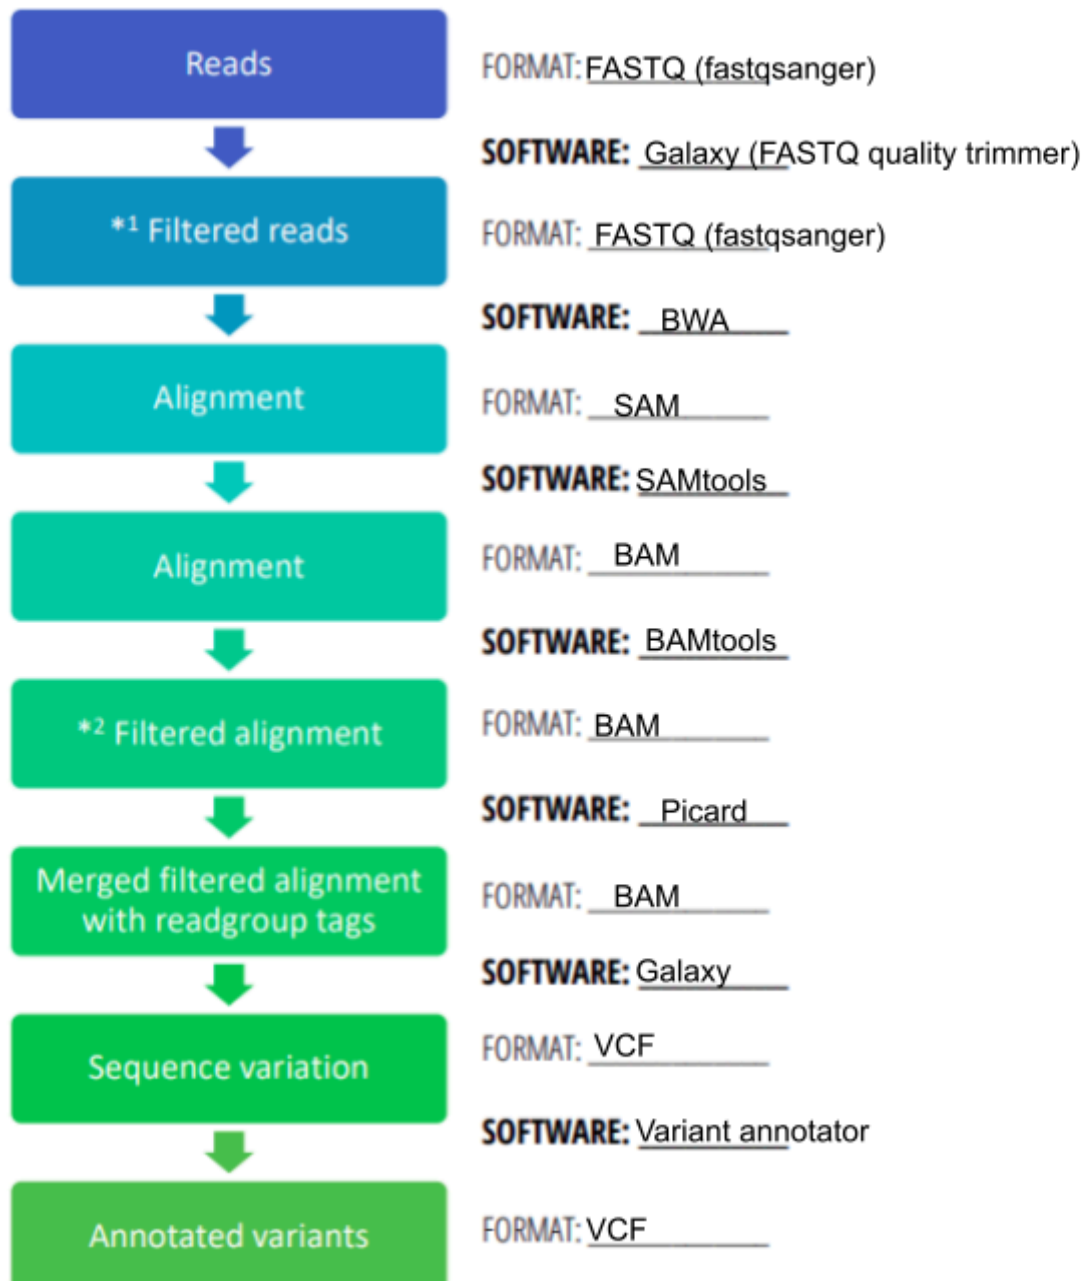 Reads
FORMAT: FASTQ (fastqsanger)
SOFTWARE: Galaxy (FASTQ quality trimmer)
*1 Filtered reads
FORMAT: FASTQ (fastqsanger)
SOFTWARE: BWA
Alignment
FORMAT: SAM
SOFTWARE: SAMtools
Alignment
FORMAT: BAM
SOFTWARE: BAMtools
*2 Filtered alignment
FORMAT: BAM
SOFTWARE: Picard
Merged filtered alignment
with readgroup tags
FORMAT: BAM
SOFTWARE: Galaxy
Sequence variation
FORMAT: VCF
SOFTWARE: Variant annotator
Annotated variants
FORMAT: VCF